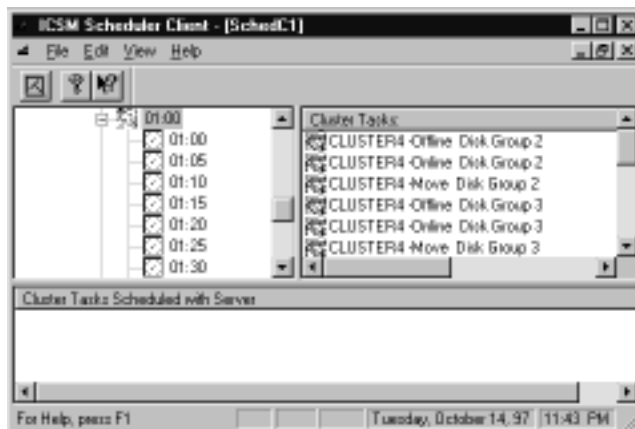 ICSM Scheduler Client - [SchedC1]
File Edit View Help
01:00
01:00
01:05
01:10
01:15
01:20
01:25
01:30
Cluster Tasks:
CLUSTER4 -Offline Disk Group 2
CLUSTER4 -Online Disk Group 2
CLUSTER4 -Move Disk Group 2
CLUSTER4 -Offline Disk Group 3
CLUSTER4 -Online Disk Group 3
CLUSTER4 -Move Disk Group 3
Cluster Tasks Scheduled with Server
For Help, press F1
Tuesday, October 14, 97
11:43 PM